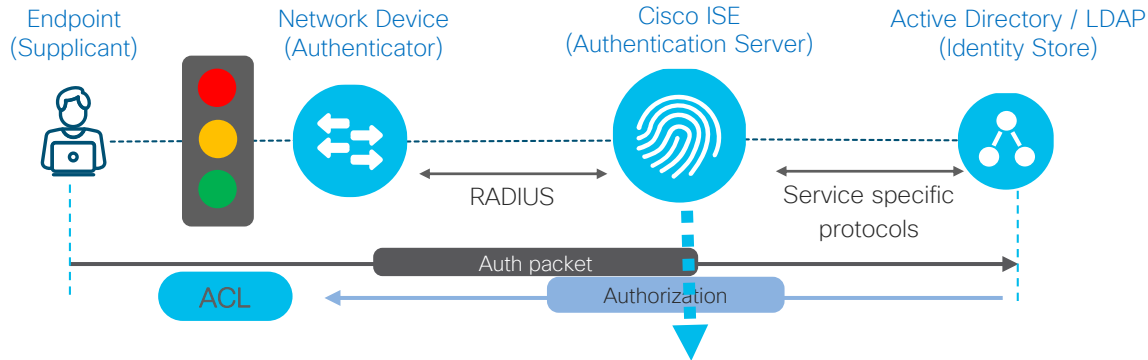 Endpoint
(Supplicant)
Network Device
(Authenticator)
Cisco ISE
(Authentication Server)
Active Directory / LDAP
(Identity Store)
RADIUS
Service specific
protocols
Auth packet
ACL
Authorization